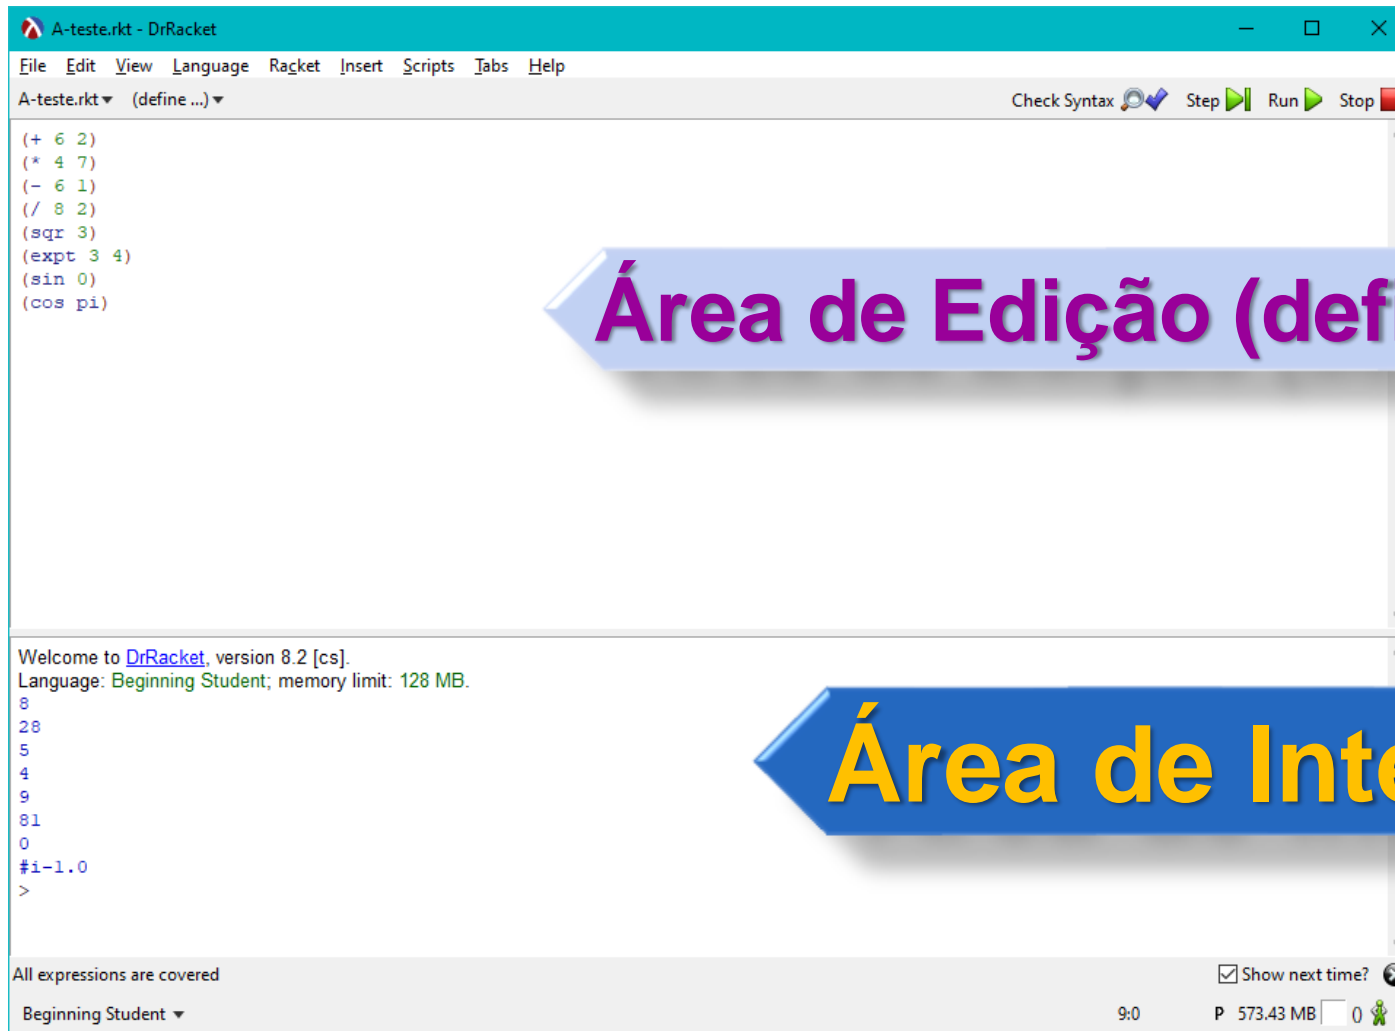 A-teste.rkt - DrRacket
File Edit View Language Racket Insert Scripts Tabs Help
A-teste.rkt (define ...) Check Syntax Step Run Stop
(+ 6 2)
(* 4 7)
(- 6 1)
(/ 8 2)
(sqr 3)
(expt 3 4)
(sin 0)
(cos pi)
Área de Edição (def
Welcome to DrRacket, version 8.2 [cs].
Language: Beginning Student; memory limit: 128 MB.
8
28
5
4
9
81
0
#i-1.0
>
Área de Inte
All expressions are covered Show next time?
Beginning Student 9:0 P 573.43 MB ()